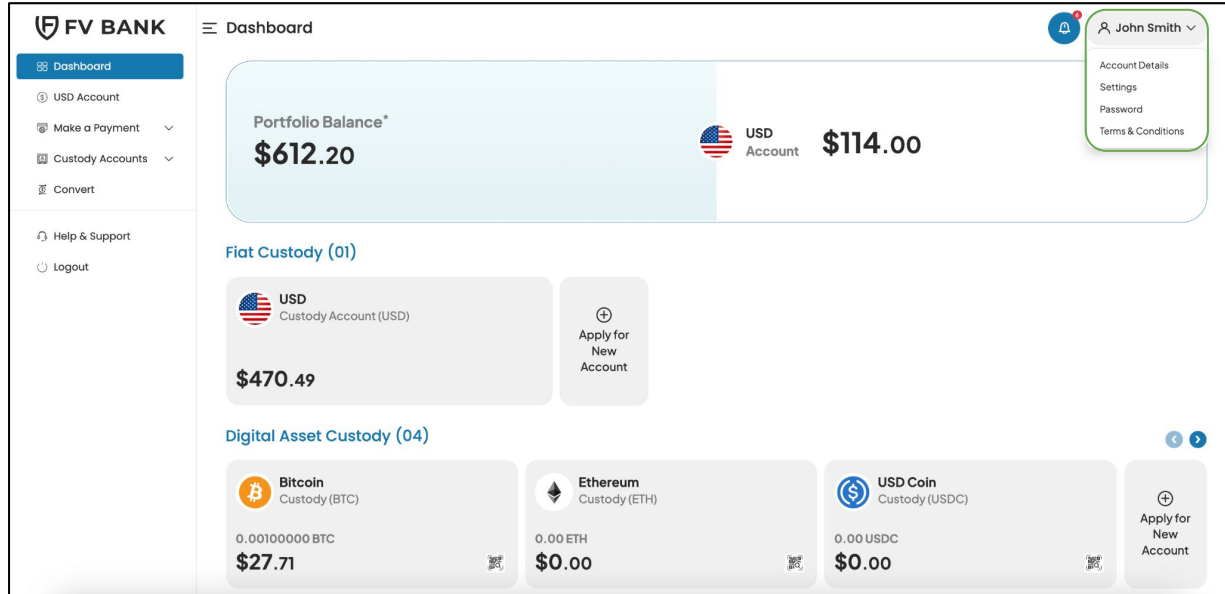 FV BANK
Dashboard
6
John Smith
Account Details
Settings
Password
Terms & Conditions
Dashboard
USD Account
Make a Payment
Custody Accounts
Convert
Help & Support
Logout
Portfolio Balance*
$612.20
USD
Account
$114.00
Fiat Custody (01)
USD
Custody Account (USD)
$470.49
Apply for
New
Account
Digital Asset Custody (04)
Bitcoin
Custody (BTC)
0.00100000 BTC
$27.71
Ethereum
Custody (ETH)
0.00 ETH
$0.00
USD Coin
Custody (USDC)
0.00 USDC
$0.00
Apply for
New
Account